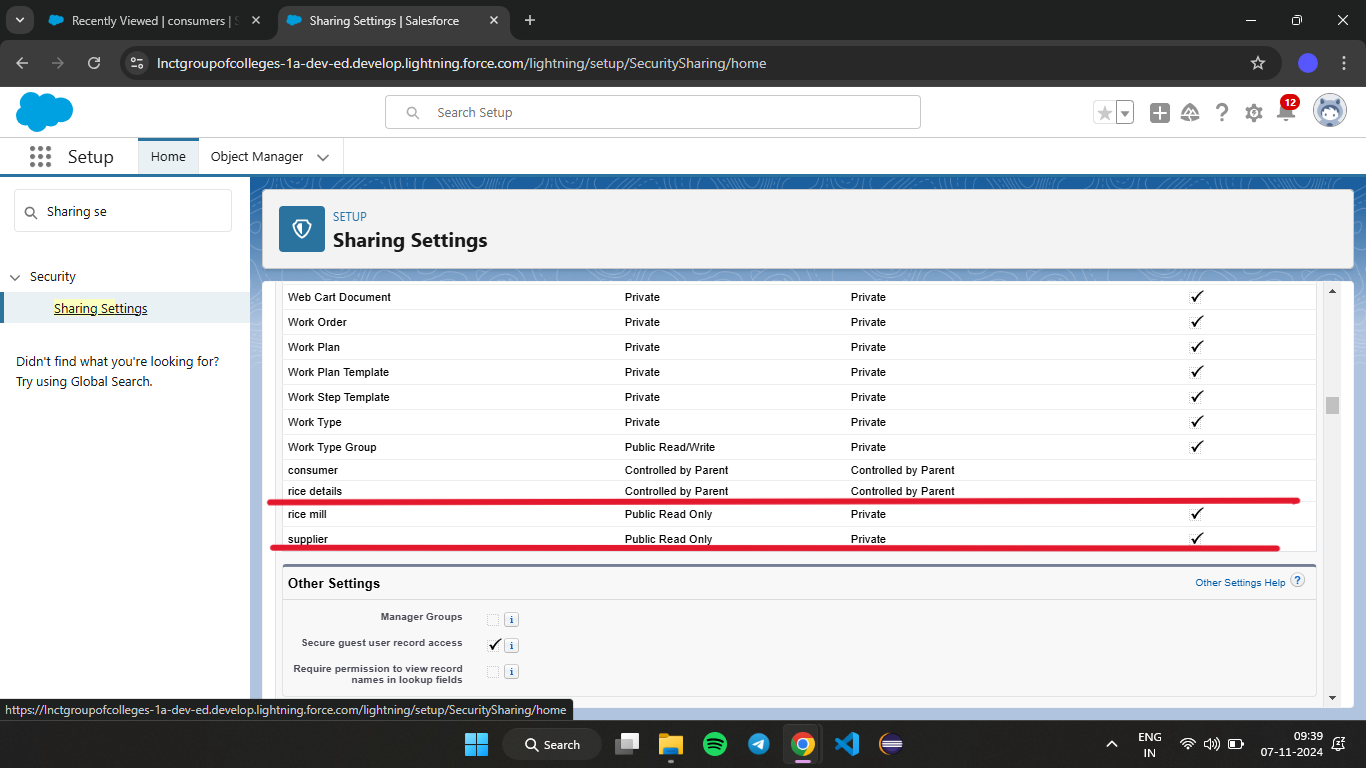 Recently Viewed | consumers | S
Sharing Settings | Salesforce
lnctgroupofcolleges-1a-dev-ed.develop.lightning.force.com/lightning/setup/SecuritySharing/home
Search Setup
12
Setup
Home
Object Manager
Sharing se
Security
Sharing Settings
Didn't find what you're looking for?
Try using Global Search.
SETUP
Sharing Settings
Web Cart Document Private Private
Work Order Private Private
Work Plan Private Private
Work Plan Template Private Private
Work Step Template Private Private
Work Type Private Private
Work Type Group Public Read/Write Private
consumer Controlled by Parent Controlled by Parent
rice details Controlled by Parent Controlled by Parent
rice mill Public Read Only Private
supplier Public Read Only Private
Other Settings
Other Settings Help ?
Manager Groups i
Secure guest user record access i
Require permission to view record
names in lookup fields i
https://lnctgroupofcolleges-1a-dev-ed.develop.lightning.force.com/lightning/setup/SecuritySharing/home
Search
ENG
IN
09:39
07-11-2024